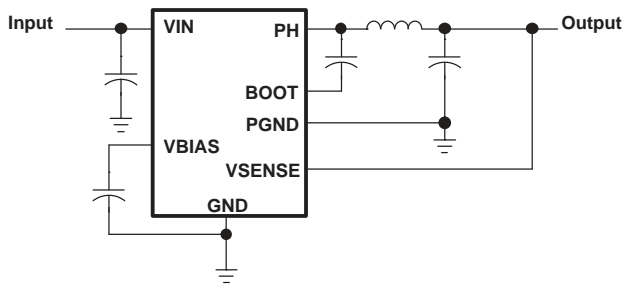 Input
VIN
PH
Output
BOOT
PGND
VBIAS
VSENSE
GND